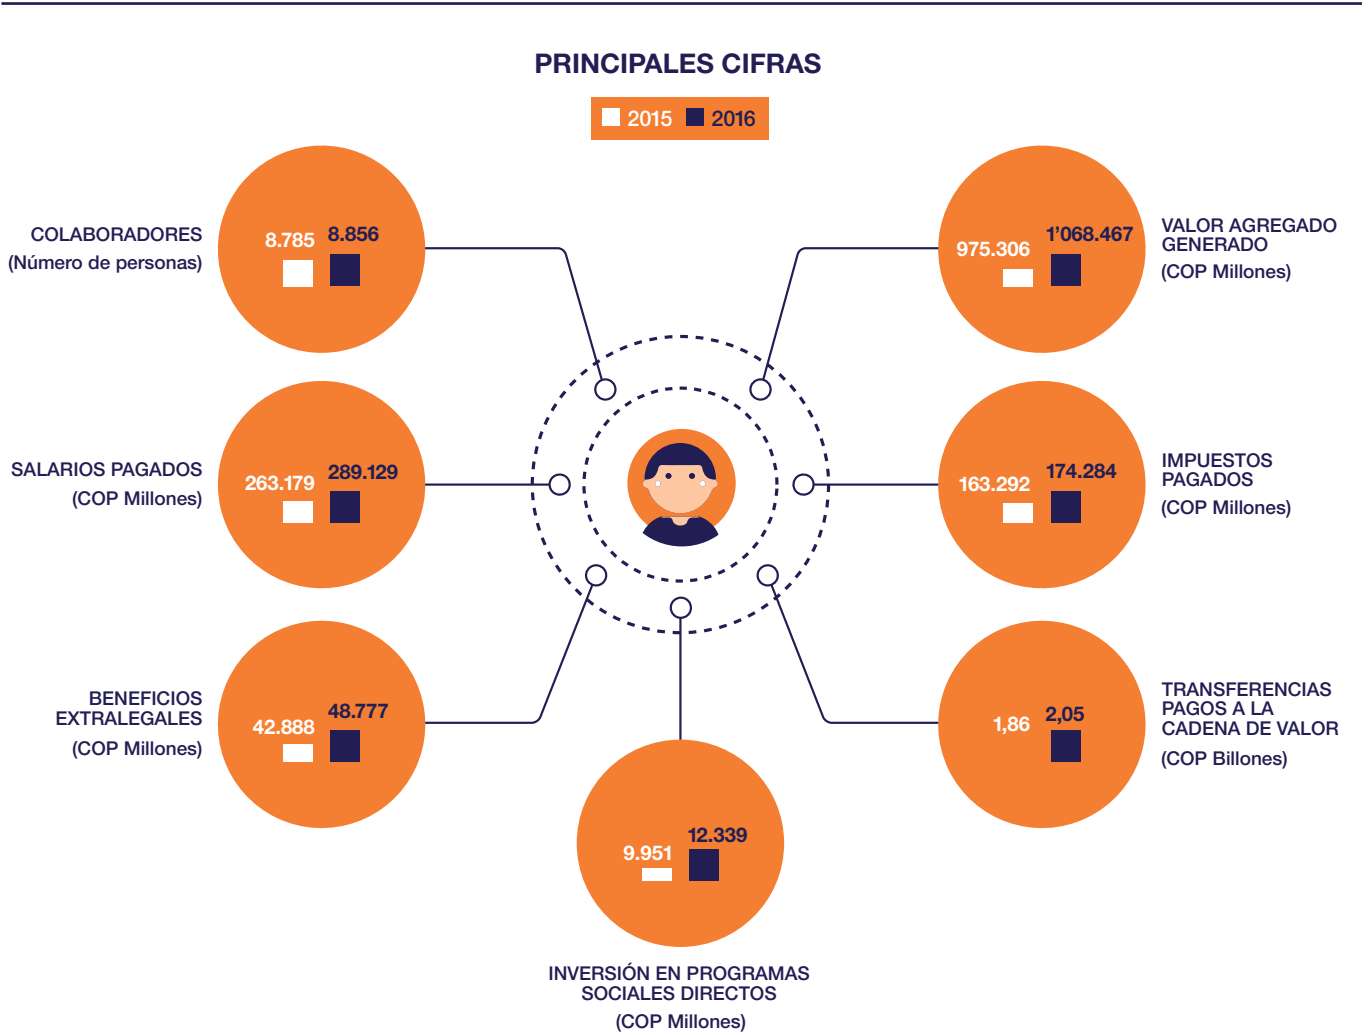 PRINCIPALES CIFRAS
2015 2016
COLABORADORES
(Número de personas)
8.785 8.856
SALARIOS PAGADOS
(COP Millones)
263.179 289.129
BENEFICIOS
EXTRALEGALES
(COP Millones)
42.888 48.777
9.951 12.339
INVERSIÓN EN PROGRAMAS
SOCIALES DIRECTOS
(COP Millones)
975.306 1’068.467
VALOR AGREGADO
GENERADO
(COP Millones)
163.292 174.284
IMPUESTOS
PAGADOS
(COP Millones)
1,86 2,05
TRANSFERENCIAS
PAGOS A LA
CADENA DE VALOR
(COP Billones)